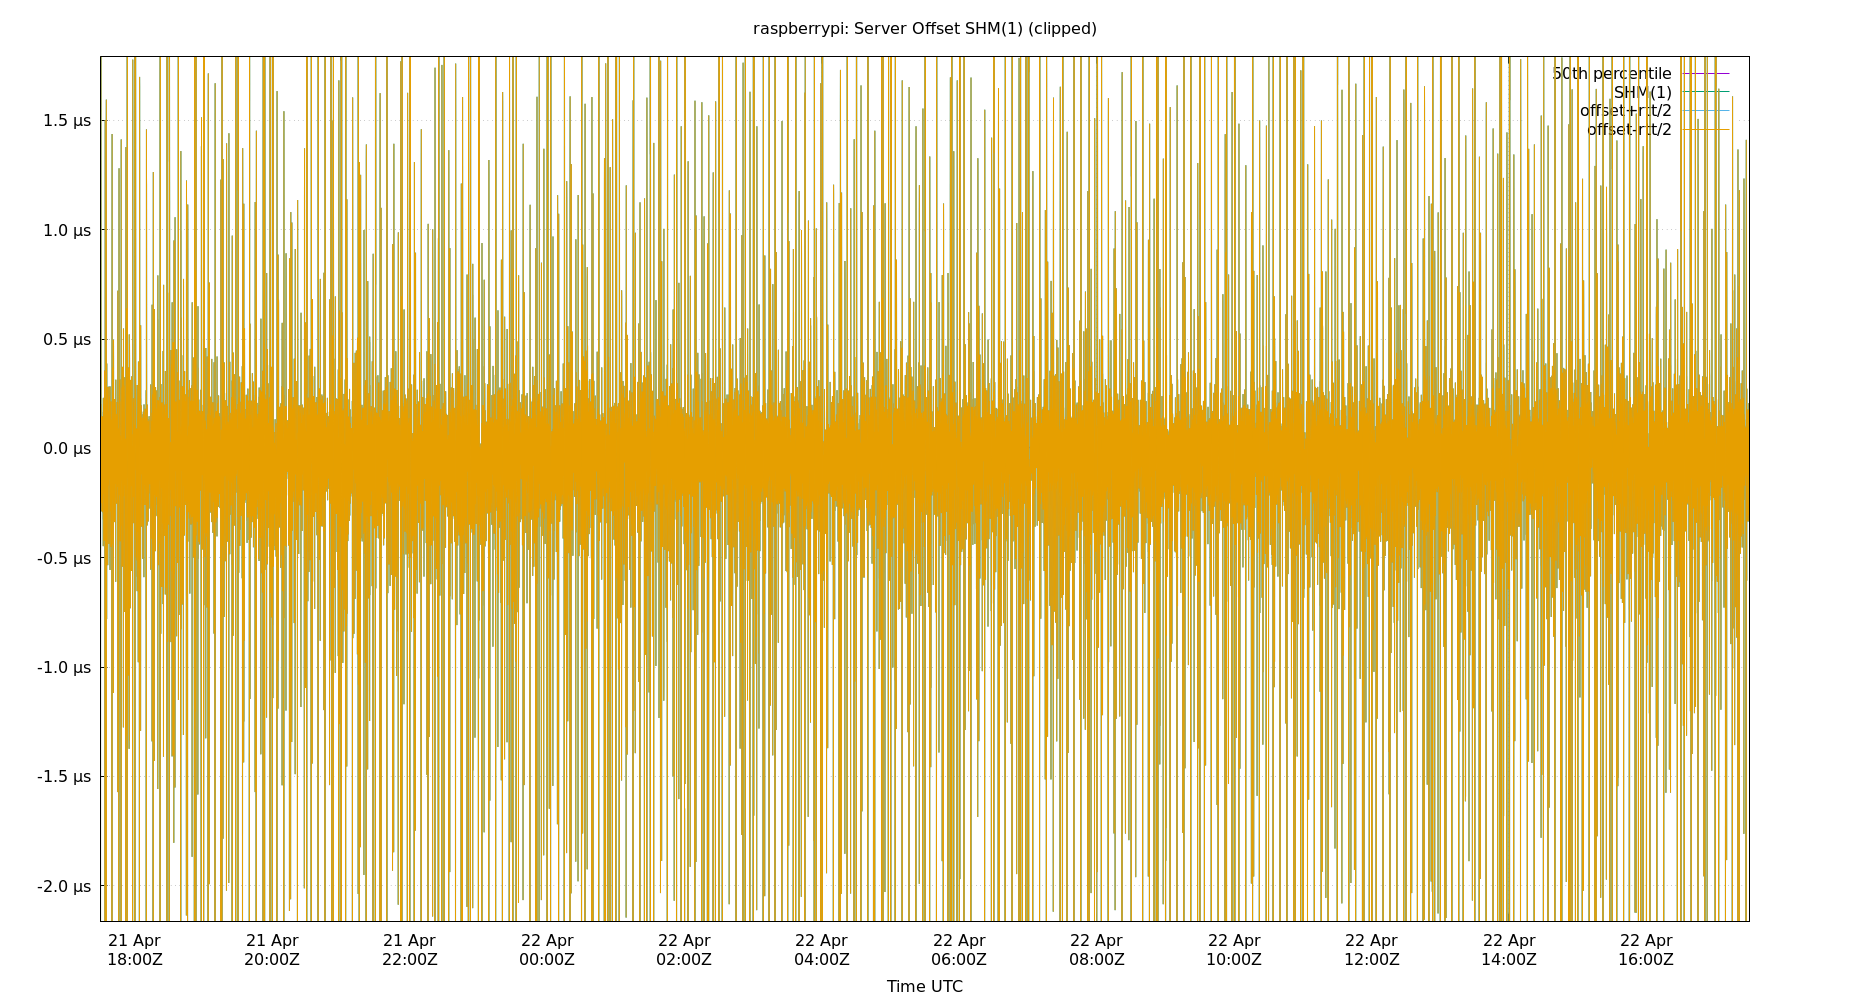 raspberrypi: Server Offset SHM(1) (clipped)
50th percentile
SHM(1)
offset+rtt/2
offset-rtt/2
1.5 µs
1.0 µs
0.5 µs
0.0 µs
-0.5 µs
-1.0 µs
-1.5 µs
-2.0 µs
21 Apr 21 Apr 21 Apr 22 Apr 22 Apr 22 Apr 22 Apr 22 Apr 22 Apr 22 Apr 22 Apr 22 Apr
18:00Z 20:00Z 22:00Z 00:00Z 02:00Z 04:00Z 06:00Z 08:00Z 10:00Z 12:00Z 14:00Z 16:00Z
Time UTC